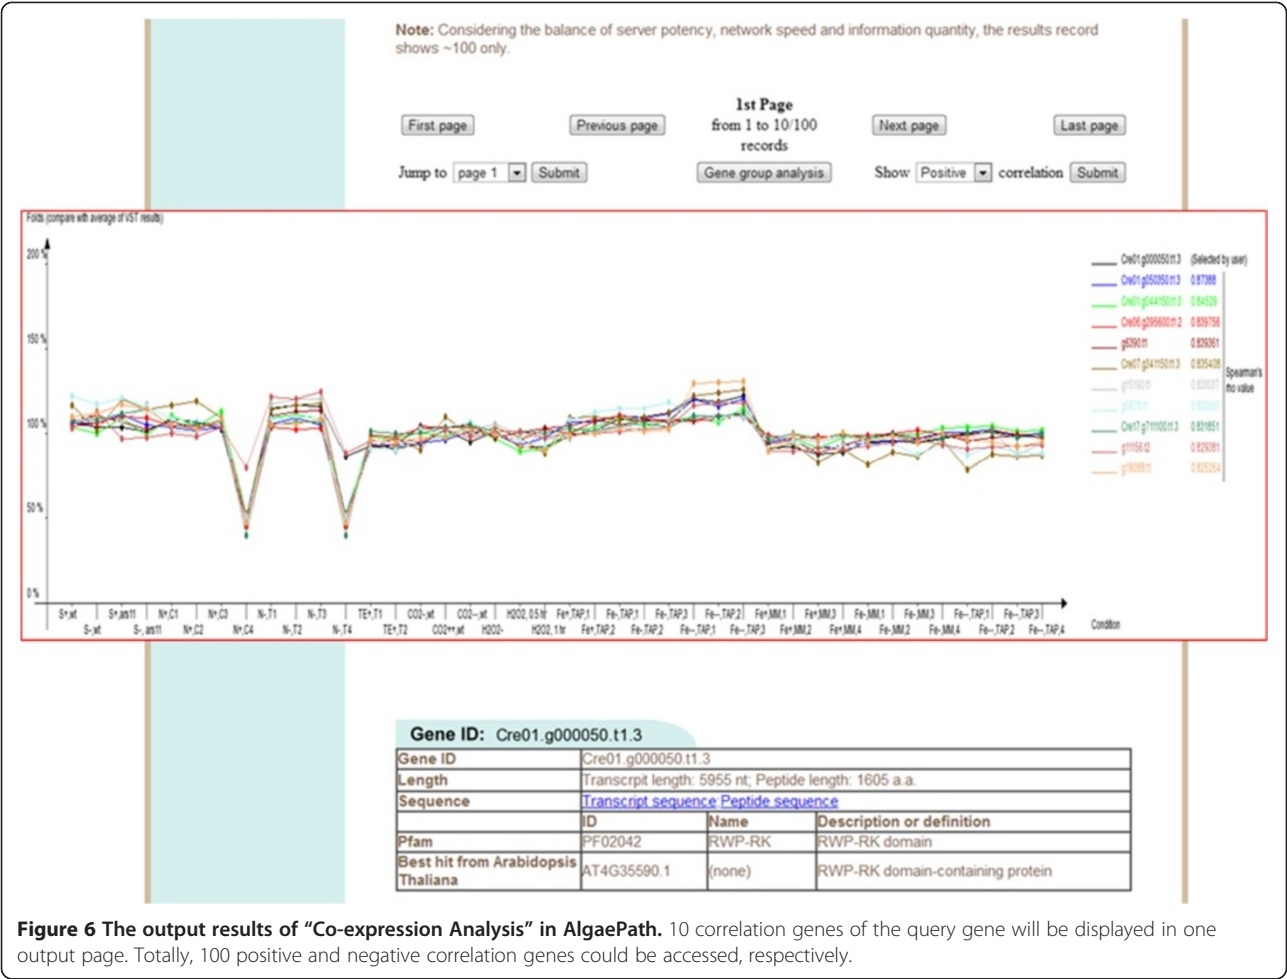 Note: Considering the balance of server potency, network speed and information quantity, the results record
shows ~100 only.
1st Page
First page Previous page from 1 to 10/100 Next page Last page
records
Jump to page 1 Submit Gene group analysis Show Positive correlation Submit
Folds (compare with average of VST results)
200 %
150 %
100 %
50 %
0 %
Cre01.g000050.t1.3 (Selected by user)
Cre01.g050350.t1.3 0.87388
Cre01.g044150.t1.3 0.84529
Cre06.g295600.t1.2 0.839756
g6390.t1 0.839361
Cre07.g341150.t1.3 0.835408
Cre17.g711100.t1.3 0.831851
g11156.t2 0.829381
Spearman's
rho value
S+,wt S+,ars11 N+,C1 N+,C3 N-,T1 N-,T3 TE+,T1 CO2-,wt CO2--,wt H2O2, 0.5 hr Fe+,TAP,1 Fe-,TAP,1 Fe-,TAP,3 Fe--,TAP,2 Fe+,MM,1 Fe+,MM,3 Fe-,MM,1 Fe-,MM,3 Fe--,TAP,1 Fe--,TAP,3
S-,wt S-, ars11 N+,C2 N+,C4 N-,T2 N-,T4 TE+,T2 CO2++,wt H2O2- H2O2, 1 hr Fe+,TAP,2 Fe-,TAP,2 Fe--,TAP,1 Fe--,TAP,3 Fe+,MM,2 Fe+,MM,4 Fe-,MM,2 Fe-,MM,4 Fe--,TAP,2 Fe--,TAP,4
Condition
Gene ID: Cre01.g000050.t1.3
Gene ID Cre01.g000050.t1.3
Length Transcrpit length: 5955 nt; Peptide length: 1605 a.a.
Sequence Transcript sequence Peptide sequence
ID Name Description or definition
Pfam PF02042 RWP-RK RWP-RK domain
Best hit from Arabidopsis
Thaliana AT4G35590.1 (none) RWP-RK domain-containing protein
Figure 6 The output results of “Co-expression Analysis” in AlgaePath. 10 correlation genes of the query gene will be displayed in one
output page. Totally, 100 positive and negative correlation genes could be accessed, respectively.